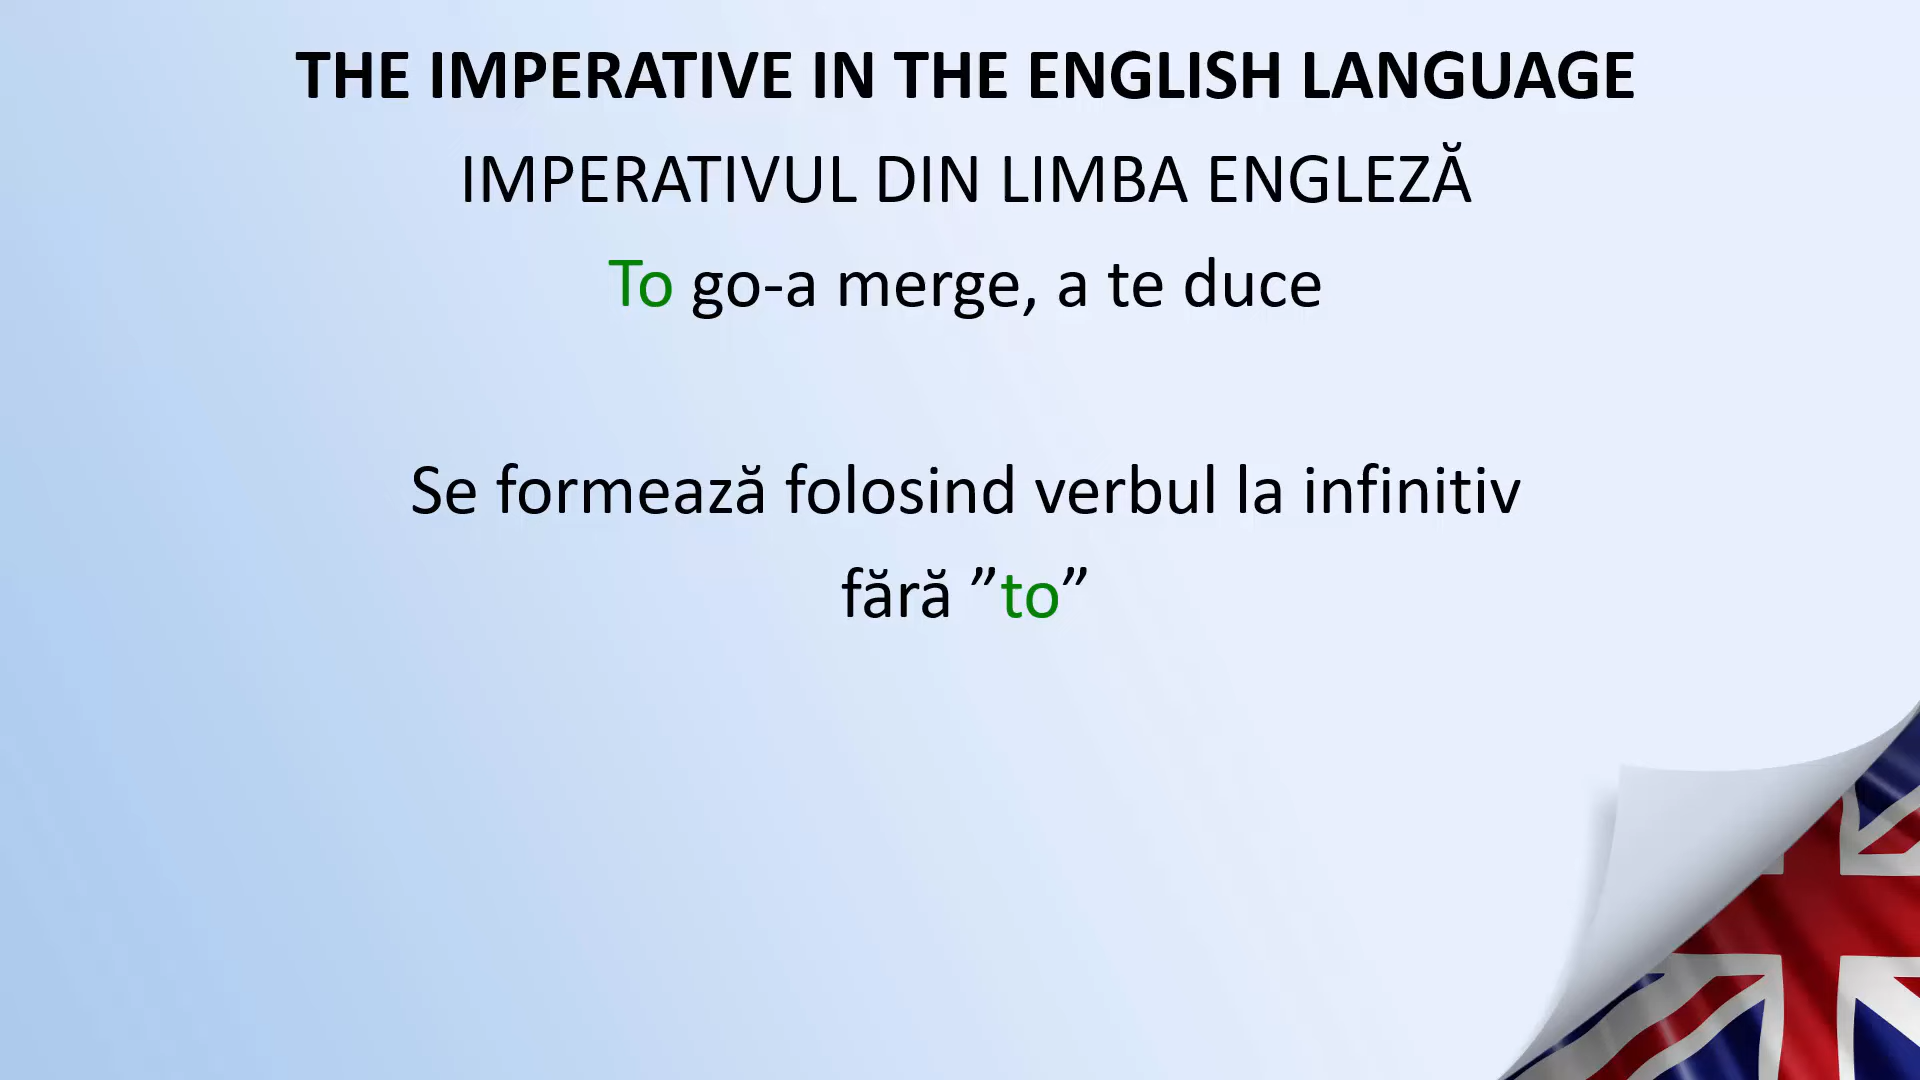 THE IMPERATIVE IN THE ENGLISH LANGUAGE
IMPERATIVUL DIN LIMBA ENGLEZĂ
To go-a merge, a te duce
Se formează folosind verbul la infinitiv
fără ”to”